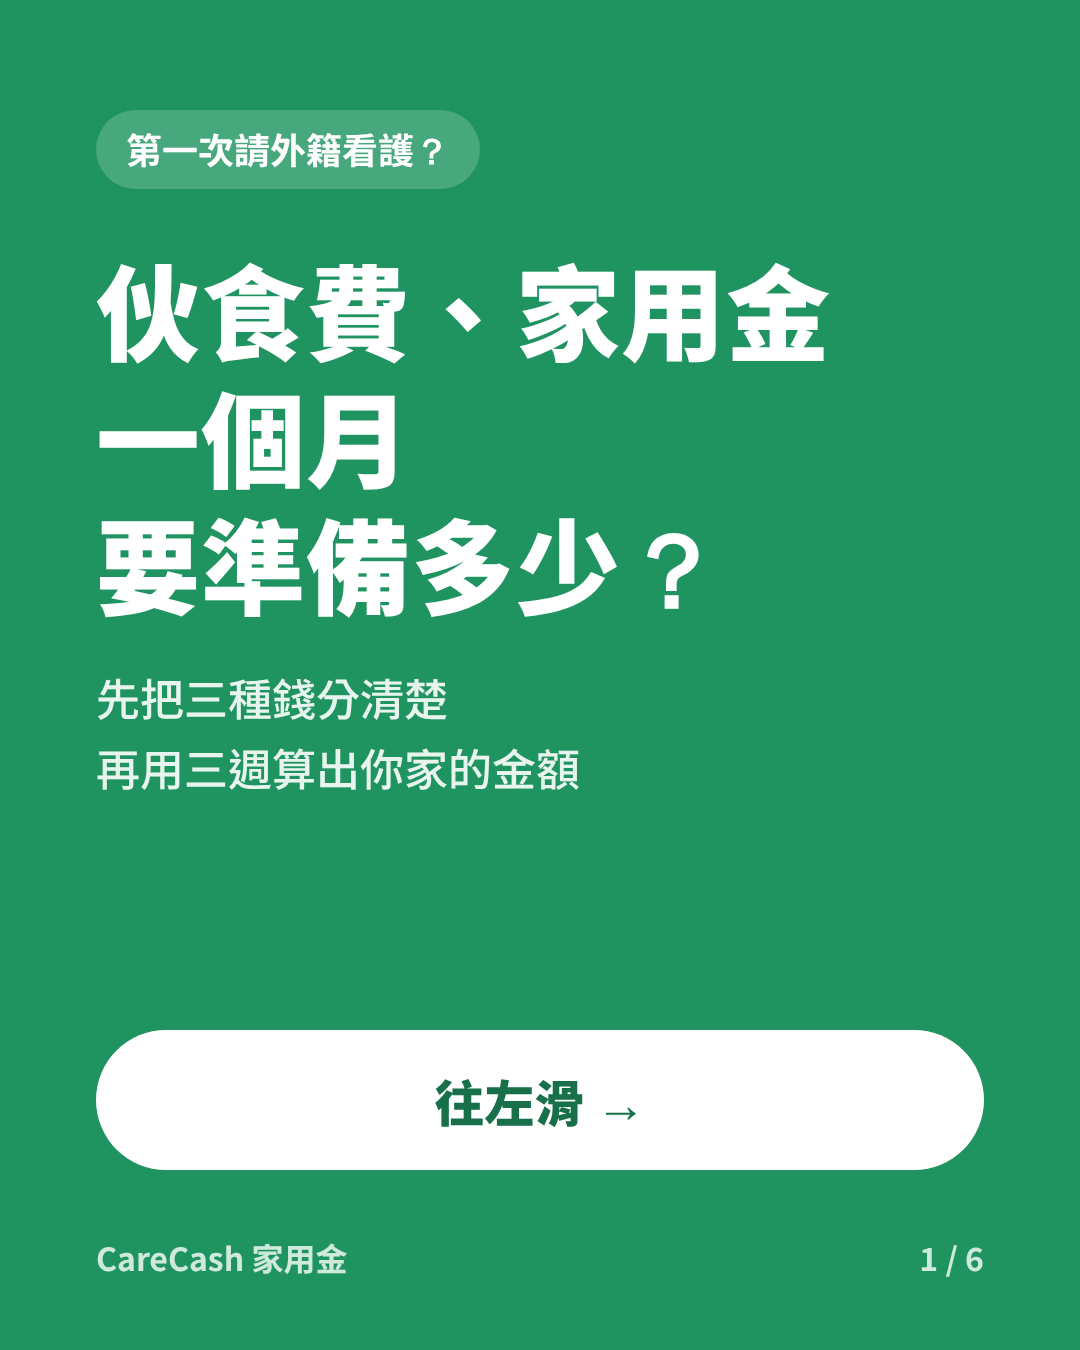 第一次請外籍看護？
伙食費、家用金
一個月
要準備多少？
先把三種錢分清楚
再用三週算出你家的金額
往左滑 →
CareCash 家用金
1 / 6